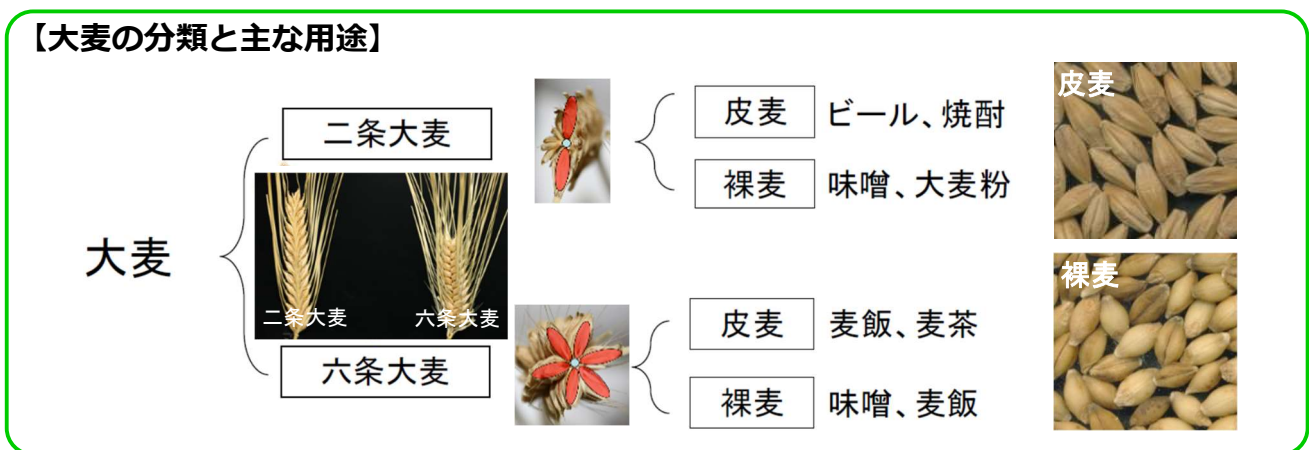 【大麦の分類と主な用途】
大麦
二条大麦
二条大麦 六条大麦
六条大麦
皮麦 ビール、焼酎
裸麦 味噌、大麦粉
皮麦 麦飯、麦茶
裸麦 味噌、麦飯
皮麦
裸麦